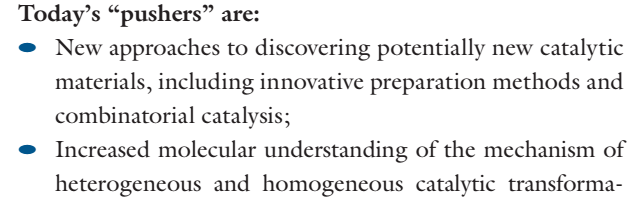 Today's “pushers” are:
New approaches to discovering potentially new catalytic
materials, including innovative preparation methods and
combinatorial catalysis;
Increased molecular understanding of the mechanism of
heterogeneous and homogeneous catalytic transforma-